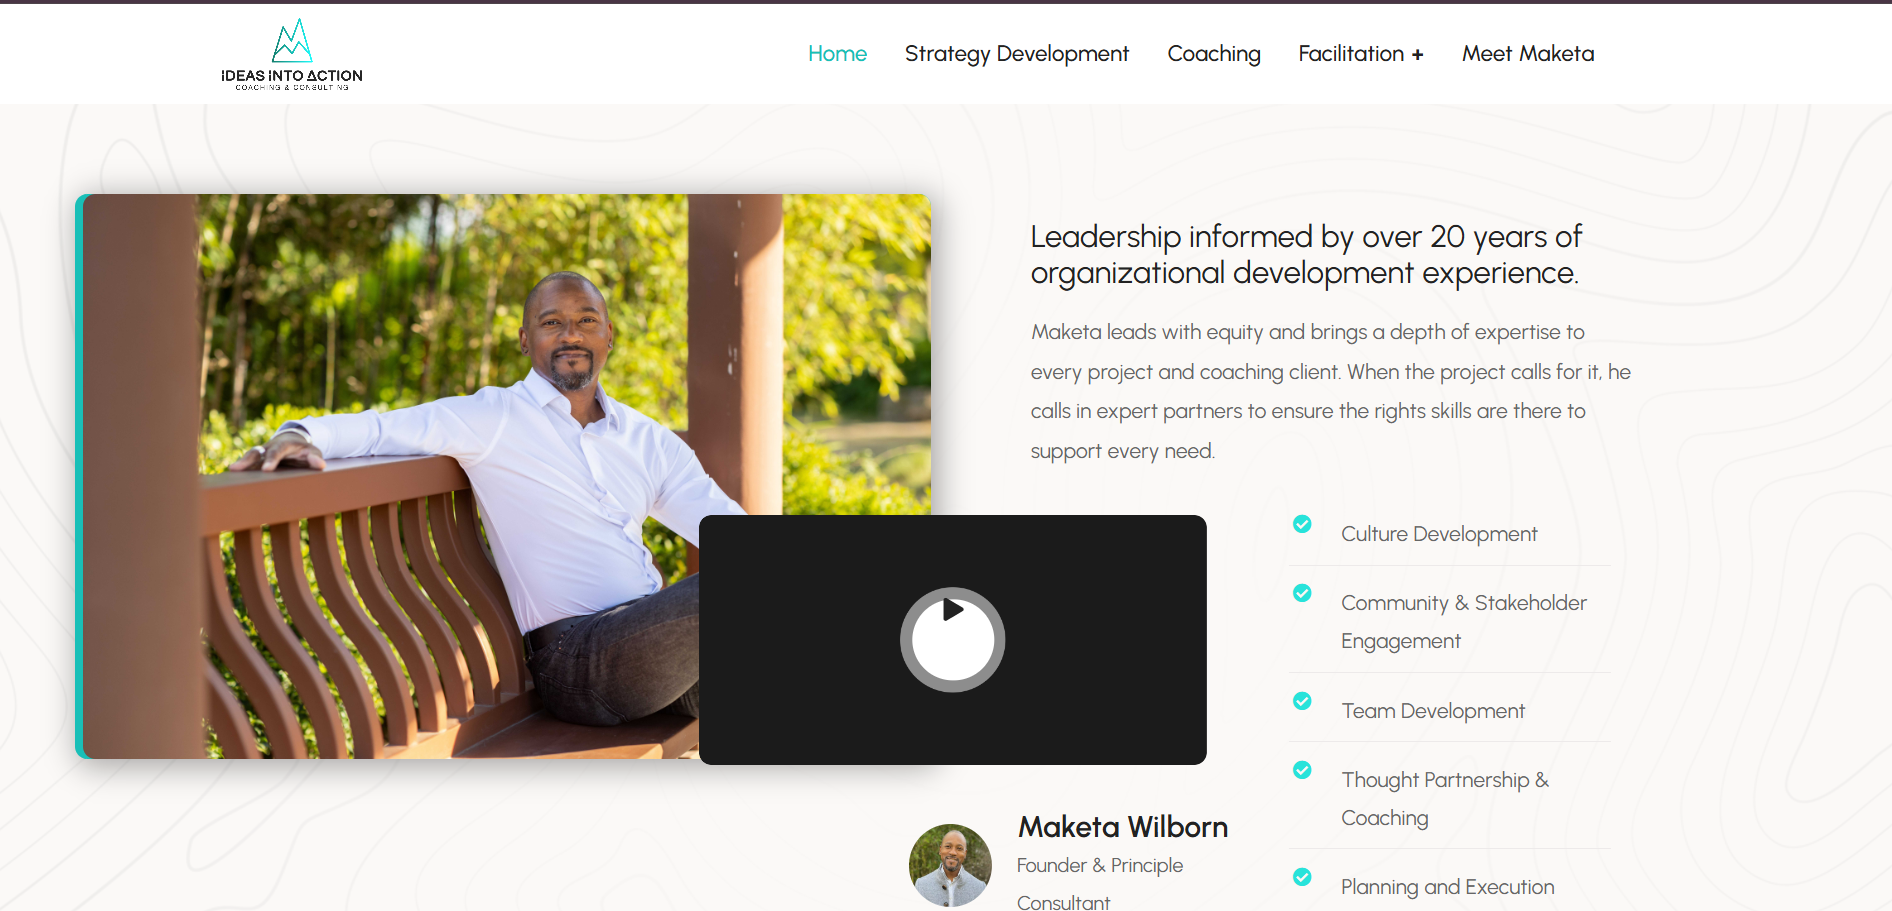 IDEAS INTO ACTION
COACHING & CONSULTING
Home
Strategy Development
Coaching
Facilitation +
Meet Maketa
Leadership informed by over 20 years of
organizational development experience.
Maketa leads with equity and brings a depth of expertise to
every project and coaching client. When the project calls for it, he
calls in expert partners to ensure the rights skills are there to
support every need.
Culture Development
Community & Stakeholder
Engagement
Team Development
Thought Partnership &
Coaching
Planning and Execution
Maketa Wilborn
Founder & Principle
Consultant